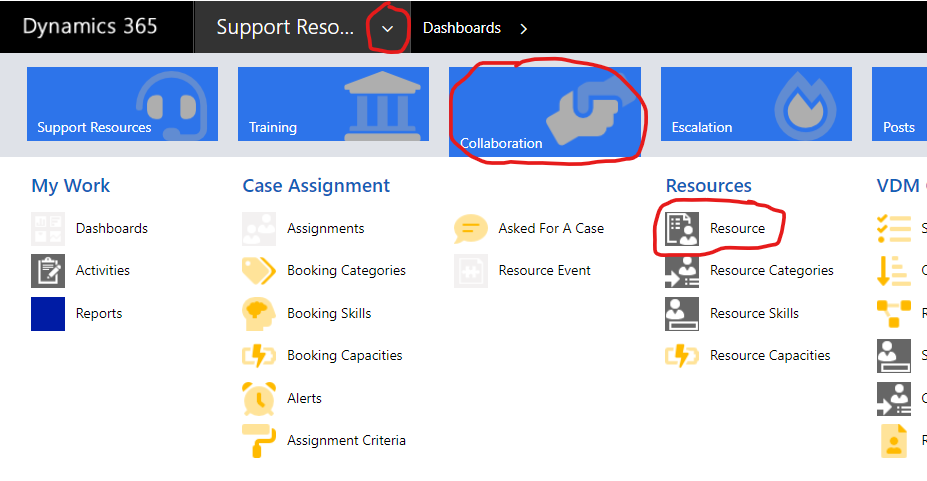 Dynamics 365 Support Reso... Dashboards
Support Resources Training Collaboration Escalation Posts
My Work Case Assignment Resources VDM
Dashboards Assignments Asked For A Case Resource
Activities Booking Categories Resource Event Resource Categories
Reports Booking Skills Resource Skills
Booking Capacities Resource Capacities
Alerts
Assignment Criteria